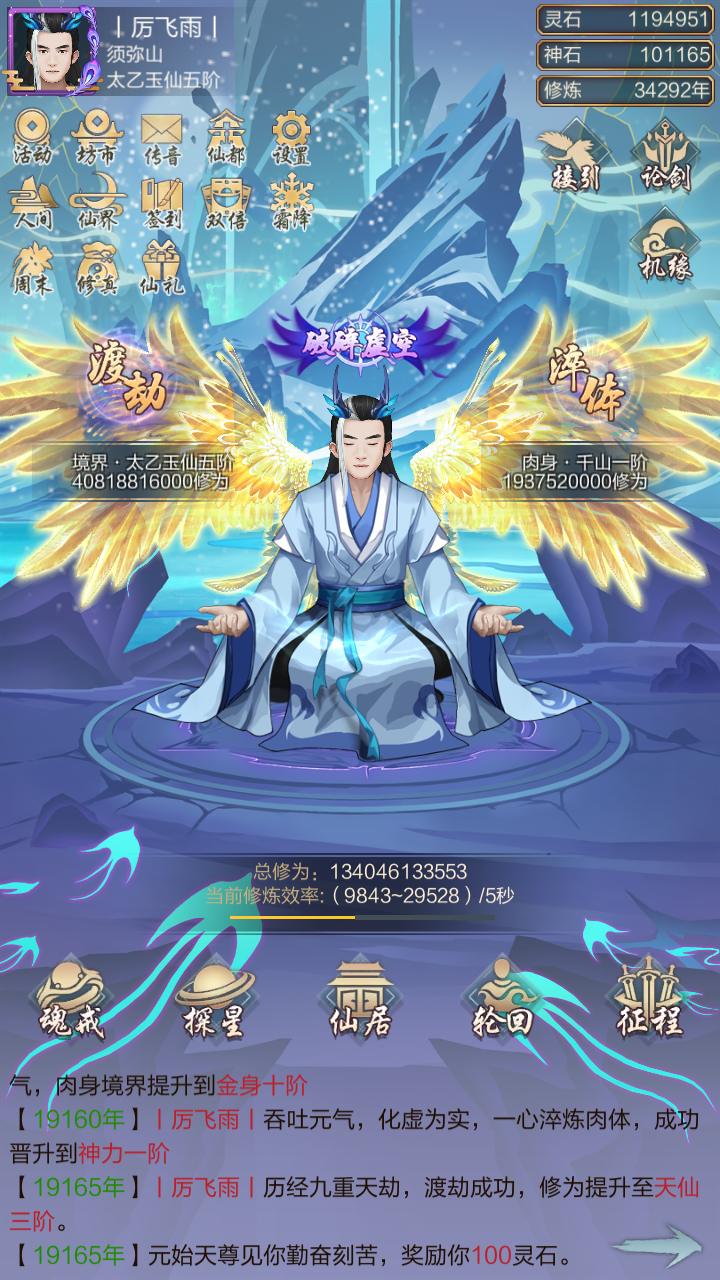 丨厉飞雨丨
须弥山
太乙玉仙五阶
灵石 1194951
神石 101165
修炼 34292年
活动 坊市 传音 仙都 设置
人间 仙界 签到 双倍 霜降
周末 修真 仙礼
接引 论剑
机缘
破碎虚空
渡劫
淬体
境界·太乙玉仙五阶
40818816000修为
肉身·千山一阶
1937520000修为
总修为：134046133553
当前修炼效率:（9843~29528）/5秒
魂戒 探星 仙居 轮回 征程
气，肉身境界提升到金身十阶
【19160年】丨厉飞雨丨吞吐元气，化虚为实，一心淬炼肉体，成功
晋升到神力一阶
【19165年】丨厉飞雨丨历经九重天劫，渡劫成功，修为提升至天仙
三阶。
【19165年】元始天尊见你勤奋刻苦，奖励你100灵石。